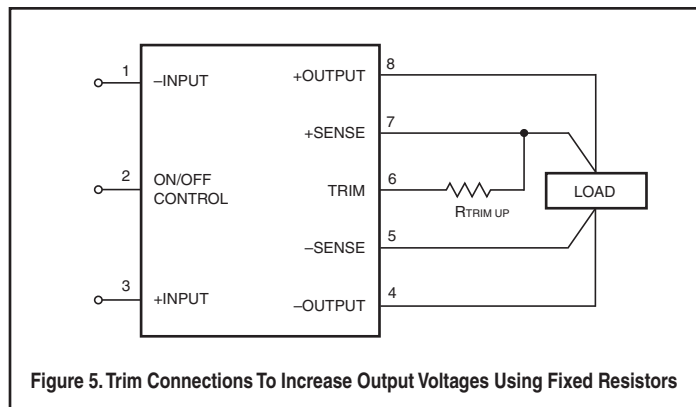 1 –INPUT +OUTPUT 8
+SENSE 7
2 ON/OFF
CONTROL TRIM 6
RTRIM UP
LOAD
–SENSE 5
3 +INPUT –OUTPUT 4
Figure 5. Trim Connections To Increase Output Voltages Using Fixed Resistors